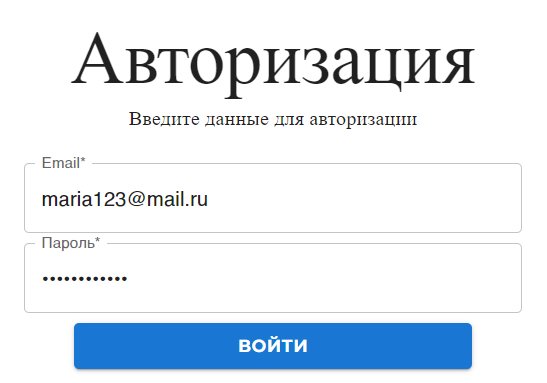 Авторизация
Введите данные для авторизации
Email*
maria123@mail.ru
Пароль*
••••••••••••
ВОЙТИ